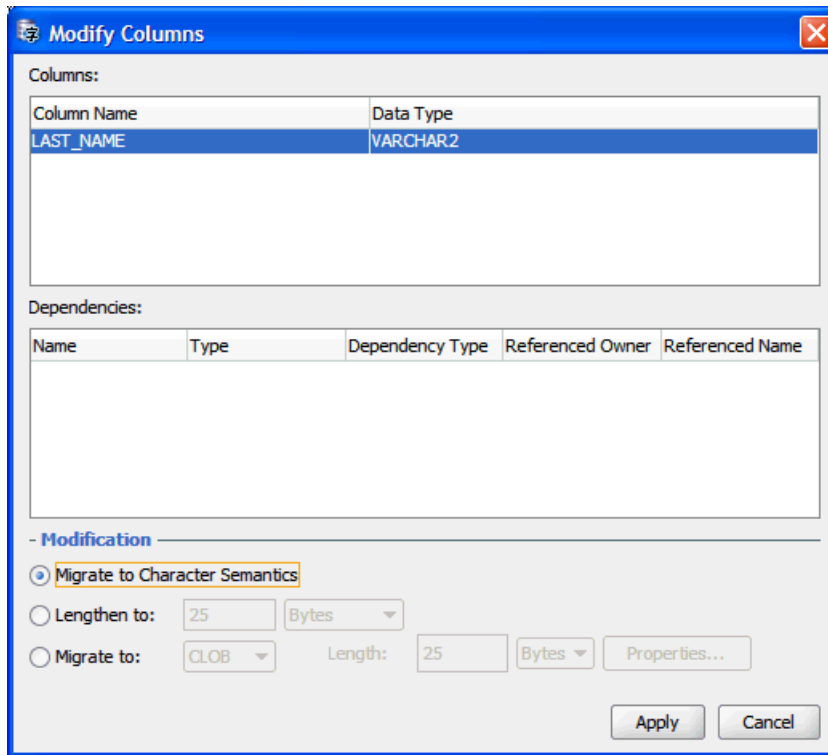 Modify Columns
Columns:
Column Name Data Type
LAST_NAME VARCHAR2
Dependencies:
Name Type Dependency Type Referenced Owner Referenced Name
- Modification
Migrate to Character Semantics
Lengthen to: 25 Bytes
Migrate to: CLOB Length: 25 Bytes Properties...
Apply Cancel